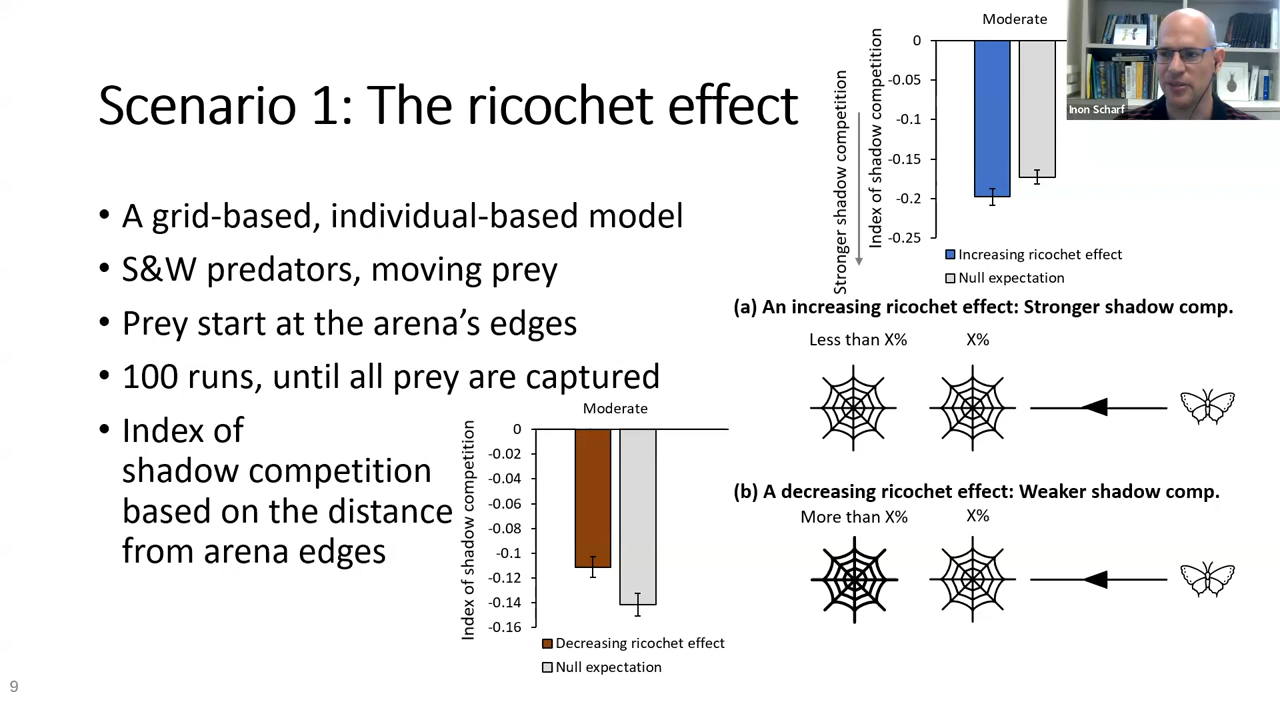 Scenario 1: The ricochet effect
• A grid-based, individual-based model
• S&W predators, moving prey
• Prey start at the arena’s edges
• 100 runs, until all prey are captured
• Index of
shadow competition
based on the distance
from arena edges
Moderate
Stronger shadow competition
Index of shadow competition
0
-0.05
-0.1
-0.15
-0.2
-0.25
Increasing ricochet effect
Null expectation
Inon Scharf
(a) An increasing ricochet effect: Stronger shadow comp.
Less than X% X%
(b) A decreasing ricochet effect: Weaker shadow comp.
More than X% X%
Moderate
Index of shadow competition
0
-0.02
-0.04
-0.06
-0.08
-0.1
-0.12
-0.14
-0.16
Decreasing ricochet effect
Null expectation
9